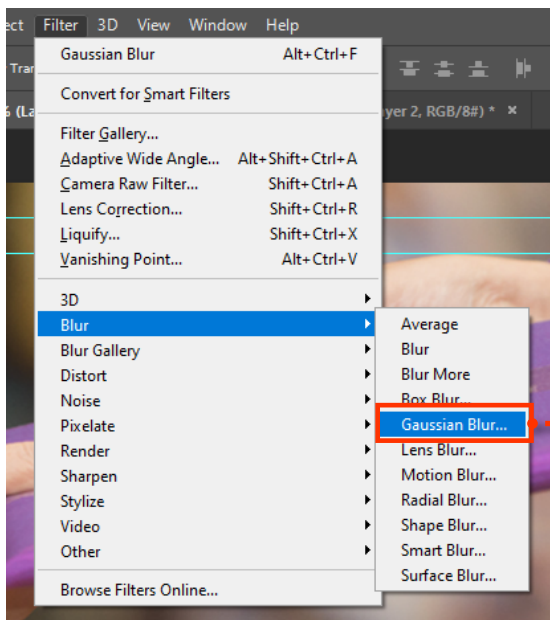 ect Filter 3D View Window Help
Tra
% (La
ayer 2, RGB/8#) * ×
Gaussian Blur Alt+Ctrl+F
Convert for Smart Filters
Filter Gallery...
Adaptive Wide Angle... Alt+Shift+Ctrl+A
Camera Raw Filter... Shift+Ctrl+A
Lens Correction... Shift+Ctrl+R
Liquify... Shift+Ctrl+X
Vanishing Point... Alt+Ctrl+V
3D
Blur
Blur Gallery
Distort
Noise
Pixelate
Render
Sharpen
Stylize
Video
Other
Browse Filters Online...
Average
Blur
Blur More
Box Blur...
Gaussian Blur...
Lens Blur...
Motion Blur...
Radial Blur...
Shape Blur...
Smart Blur...
Surface Blur...